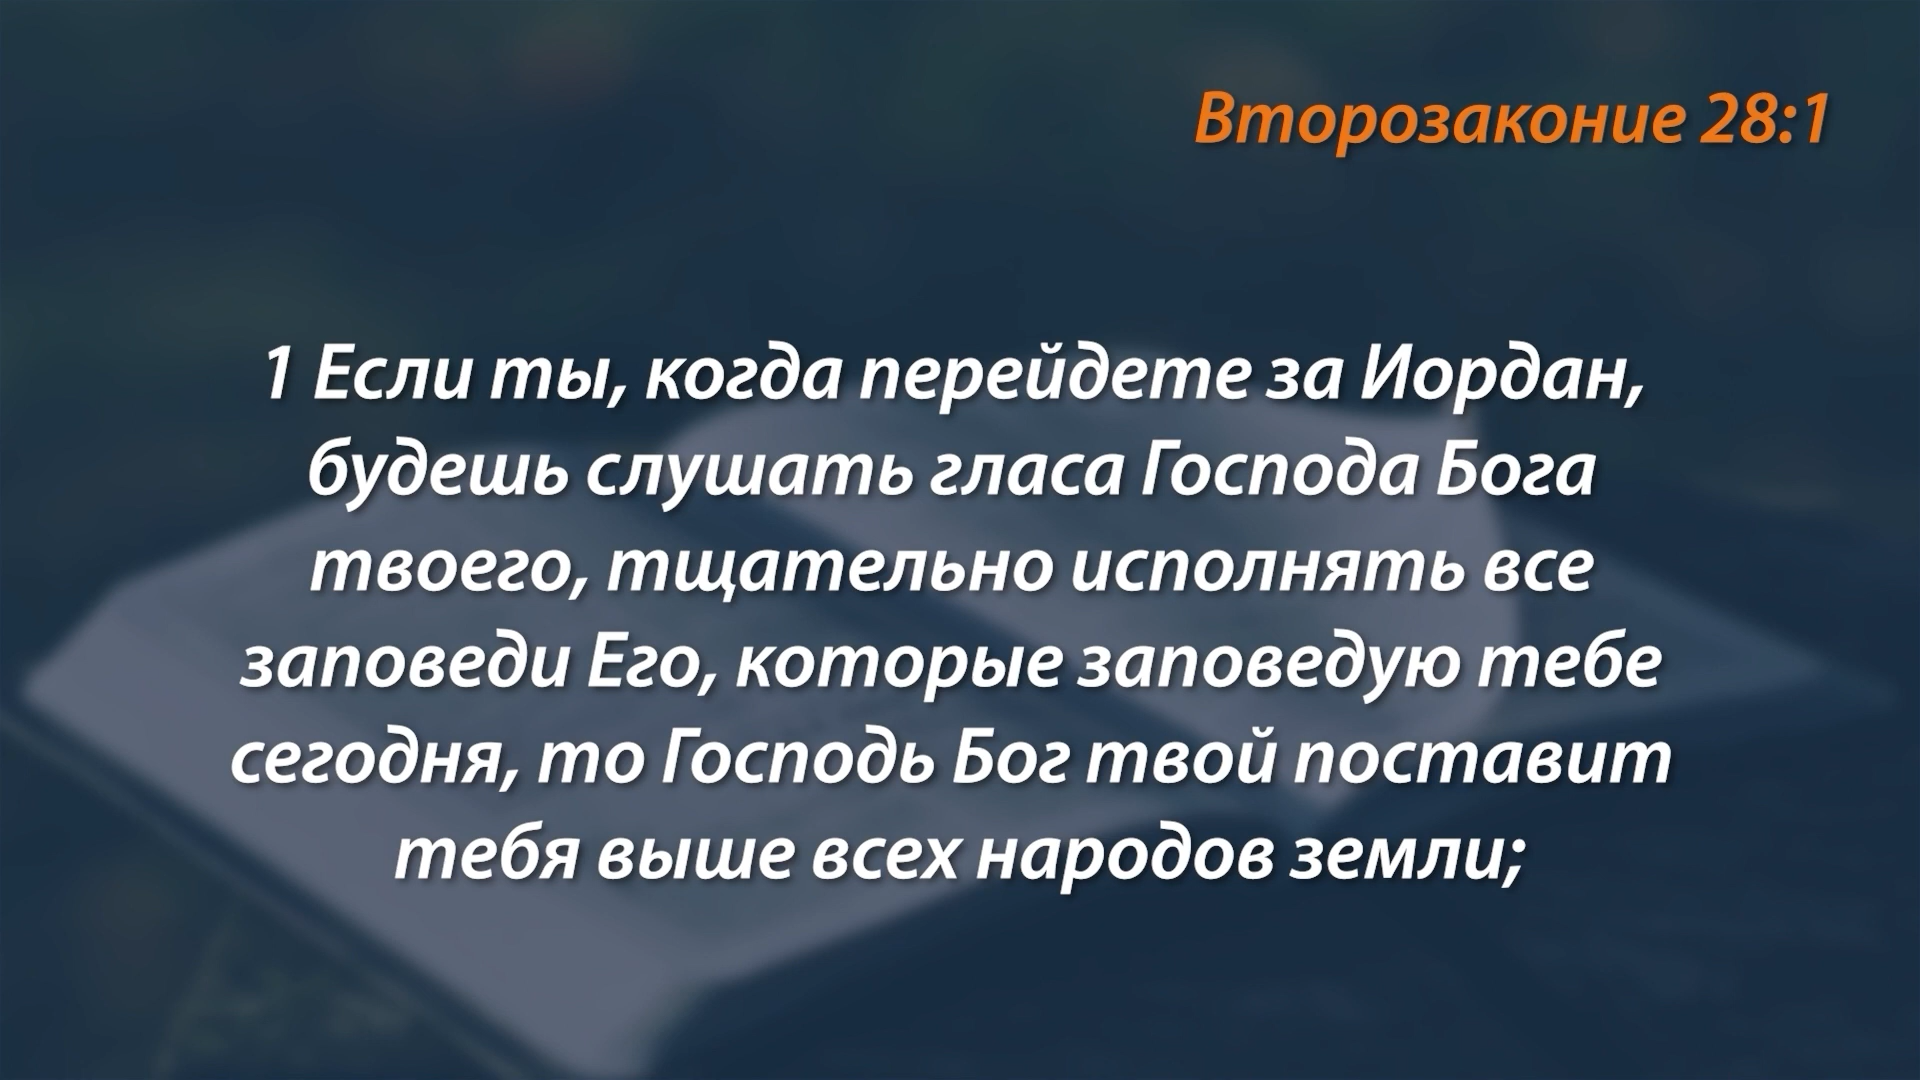 Второзаконие 28:1
1 Если ты, когда перейдете за Иордан,
будешь слушать гласа Господа Бога
твоего, тщательно исполнять все
заповеди Его, которые заповедую тебе
сегодня, то Господь Бог твой поставит
тебя выше всех народов земли;